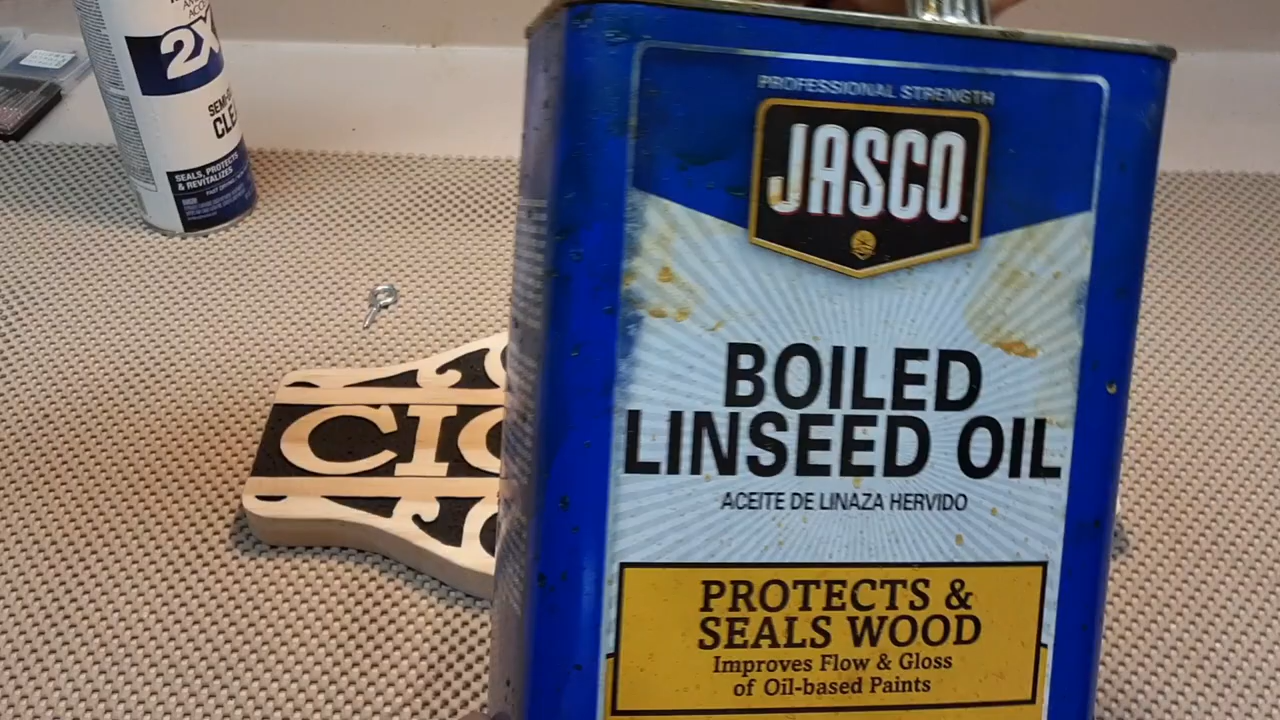 2X
SEALS, PROTECTS
& REVITALIZES
PROFESSIONAL STRENGTH
JASCO
BOILED
LINSEED OIL
ACEITE DE LINAZA HERVIDO
PROTECTS &
SEALS WOOD
Improves Flow & Gloss
of Oil-based Paints